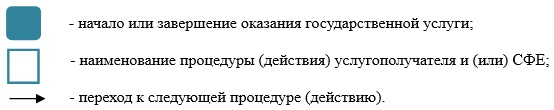 - начало или завершение оказания государственной услуги;
- наименование процедуры (действия) услугополучателя и (или) СФЕ;
- переход к следующей процедуре (действию).